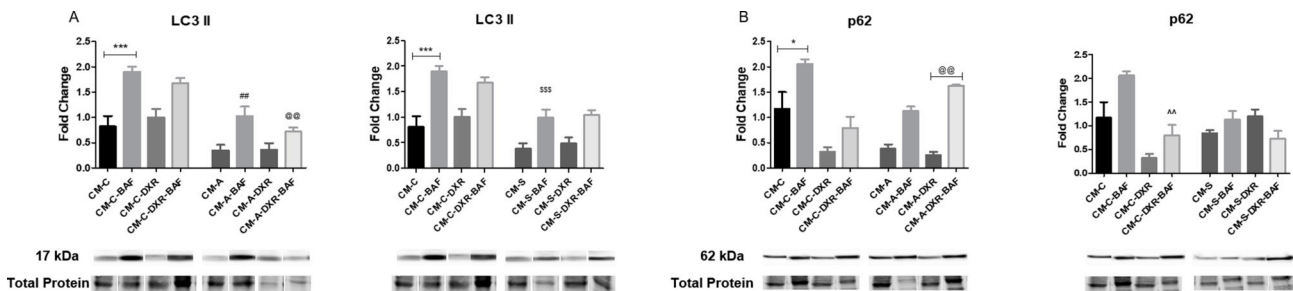 A
LC3 II
Fold Change
2.5
2.0
1.5
1.0
0.5
0.0
***
##
@@
CM-C
CM-C-BAF
CM-C-DXR
CM-C-DXR-BAF
CM-A
CM-A-BAF
CM-A-DXR
CM-A-DXR-BAF
17 kDa
Total Protein
LC3 II
Fold Change
2.5
2.0
1.5
1.0
0.5
0.0
***
$$$
CM-C
CM-C-BAF
CM-C-DXR
CM-C-DXR-BAF
CM-S
CM-S-BAF
CM-S-DXR
CM-S-DXR-BAF
B
p62
Fold Change
2.5
2.0
1.5
1.0
0.5
0.0
*
@@
CM-C
CM-C-BAF
CM-C-DXR
CM-C-DXR-BAF
CM-A
CM-A-BAF
CM-A-DXR
CM-A-DXR-BAF
62 kDa
Total Protein
p62
Fold Change
2.5
2.0
1.5
1.0
0.5
0.0
^^
CM-C
CM-C-BAF
CM-C-DXR
CM-C-DXR-BAF
CM-S
CM-S-BAF
CM-S-DXR
CM-S-DXR-BAF